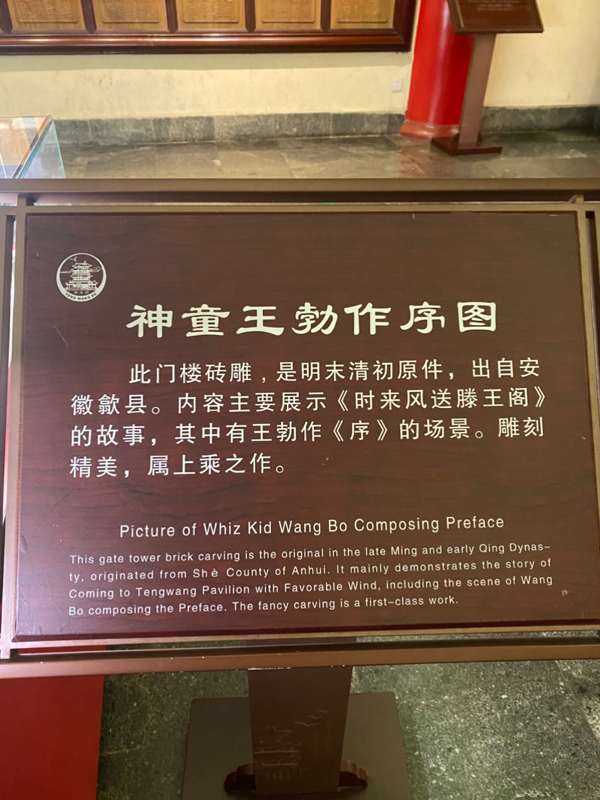 神童王勃作序图
此门楼砖雕，是明末清初原件，出自安
徽歙县。内容主要展示《时来风送滕王阁》
的故事，其中有王勃作《序》的场景。雕刻
精美，属上乘之作。
Picture of Whiz Kid Wang Bo Composing Preface
This gate tower brick carving is the original in the late Ming and early Qing Dynas-
ty, originated from Shè County of Anhui. It mainly demonstrates the story of
Coming to Tengwang Pavilion with Favorable Wind, including the scene of Wang
Bo composing the Preface. The fancy carving is a first-class work.